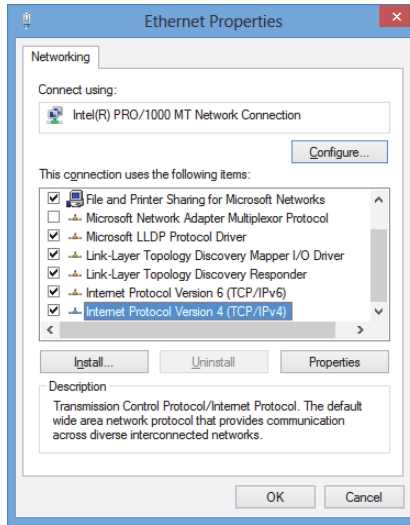 Ethernet Properties
Networking
Connect using:
Intel(R) PRO/1000 MT Network Connection
Configure...
This connection uses the following items:
File and Printer Sharing for Microsoft Networks
Microsoft Network Adapter Multiplexor Protocol
Microsoft LLDP Protocol Driver
Link-Layer Topology Discovery Mapper I/O Driver
Link-Layer Topology Discovery Responder
Internet Protocol Version 6 (TCP/IPv6)
Internet Protocol Version 4 (TCP/IPv4)
Install...
Uninstall
Properties
Description
Transmission Control Protocol/Internet Protocol. The default
wide area network protocol that provides communication
across diverse interconnected networks.
OK
Cancel